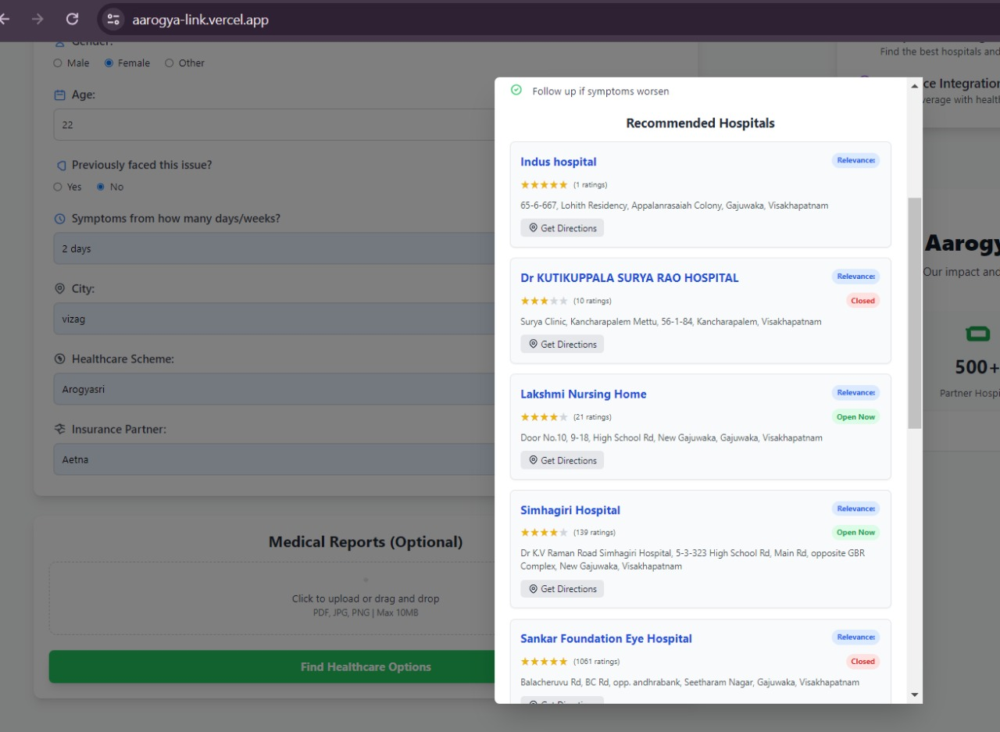 aarogya-link.vercel.app
Gender:
Male Female Other
Age:
22
Previously faced this issue?
Yes No
Symptoms from how many days/weeks?
2 days
City:
vizag
Healthcare Scheme:
Arogyasri
Insurance Partner:
Aetna
Medical Reports (Optional)
Click to upload or drag and drop
PDF, JPG, PNG | Max 10MB
Find Healthcare Options
Follow up if symptoms worsen
Recommended Hospitals
Indus hospital
Relevance:
(1 ratings)
65-6-667, Lohith Residency, Appalanrasaiah Colony, Gajuwaka, Visakhapatnam
Get Directions
Dr KUTIKUPPALA SURYA RAO HOSPITAL
Relevance:
(10 ratings)
Closed
Surya Clinic, Kancharapalem Mettu, 56-1-84, Kancharapalem, Visakhapatnam
Get Directions
Lakshmi Nursing Home
Relevance:
(21 ratings)
Open Now
Door No.10, 9-18, High School Rd, New Gajuwaka, Gajuwaka, Visakhapatnam
Get Directions
Simhagiri Hospital
Relevance:
(139 ratings)
Open Now
Dr K.V Raman Road Simhagiri Hospital, 5-3-323 High School Rd, Main Rd, opposite GBR
Complex, New Gajuwaka, Visakhapatnam
Get Directions
Sankar Foundation Eye Hospital
Relevance:
(1061 ratings)
Closed
Balacheruvu Rd, BC Rd, opp. andhrabank, Seetharam Nagar, Gajuwaka, Visakhapatnam
Get Directions
Find the best hospitals and
ce Integration
verage with healt
Aarogy
Our impact and
500+
Partner Hospi